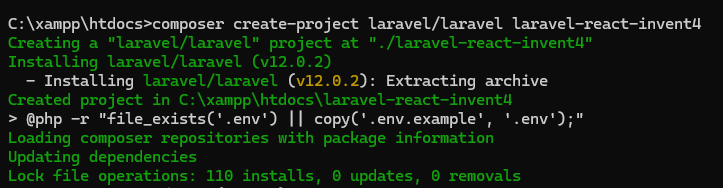 C:\xampp\htdocs>composer create-project laravel/laravel laravel-react-invent4
Creating a "laravel/laravel" project at "./laravel-react-invent4"
Installing laravel/laravel (v12.0.2)
  - Installing laravel/laravel (v12.0.2): Extracting archive
Created project in C:\xampp\htdocs\laravel-react-invent4
> @php -r "file_exists('.env') || copy('.env.example', '.env');"
Loading composer repositories with package information
Updating dependencies
Lock file operations: 110 installs, 0 updates, 0 removals